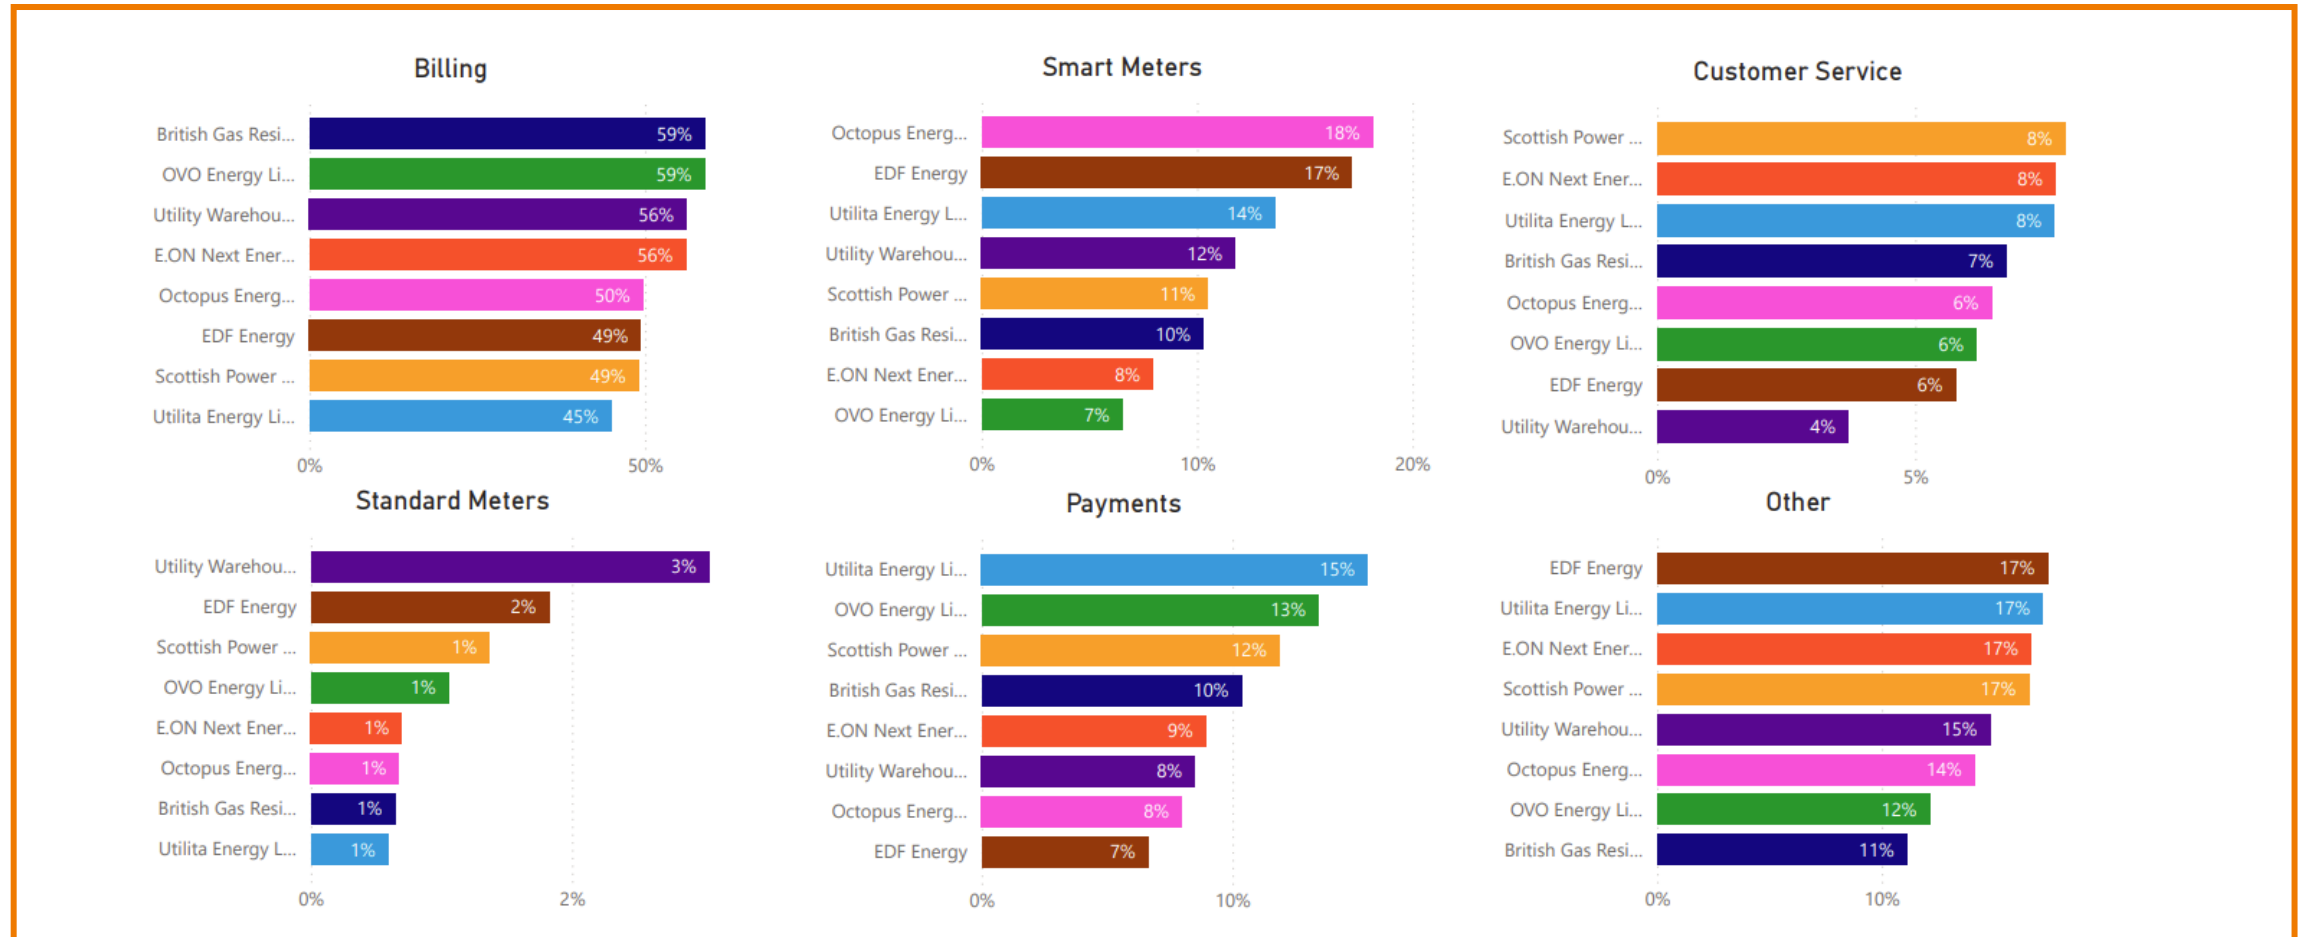 Billing
British Gas Resi... 59%
OVO Energy Li... 59%
Utility Warehou... 56%
E.ON Next Ener... 56%
Octopus Energ... 50%
EDF Energy 49%
Scottish Power ... 49%
Utilita Energy Li... 45%
0% 50%
Smart Meters
Octopus Energ... 18%
EDF Energy 17%
Utilita Energy L... 14%
Utility Warehou... 12%
Scottish Power ... 11%
British Gas Resi... 10%
E.ON Next Ener... 8%
OVO Energy Li... 7%
0% 10% 20%
Customer Service
Scottish Power ... 8%
E.ON Next Ener... 8%
Utilita Energy L... 8%
British Gas Resi... 7%
Octopus Energ... 6%
OVO Energy Li... 6%
EDF Energy 6%
Utility Warehou... 4%
0% 5%
Standard Meters
Utility Warehou... 3%
EDF Energy 2%
Scottish Power ... 1%
OVO Energy Li... 1%
E.ON Next Ener... 1%
Octopus Energ... 1%
British Gas Resi... 1%
Utilita Energy L... 1%
0% 2%
Payments
Utilita Energy Li... 15%
OVO Energy Li... 13%
Scottish Power ... 12%
British Gas Resi... 10%
E.ON Next Ener... 9%
Utility Warehou... 8%
Octopus Energ... 8%
EDF Energy 7%
0% 10%
Other
EDF Energy 17%
Utilita Energy Li... 17%
E.ON Next Ener... 17%
Scottish Power ... 17%
Utility Warehou... 15%
Octopus Energ... 14%
OVO Energy Li... 12%
British Gas Resi... 11%
0% 10%